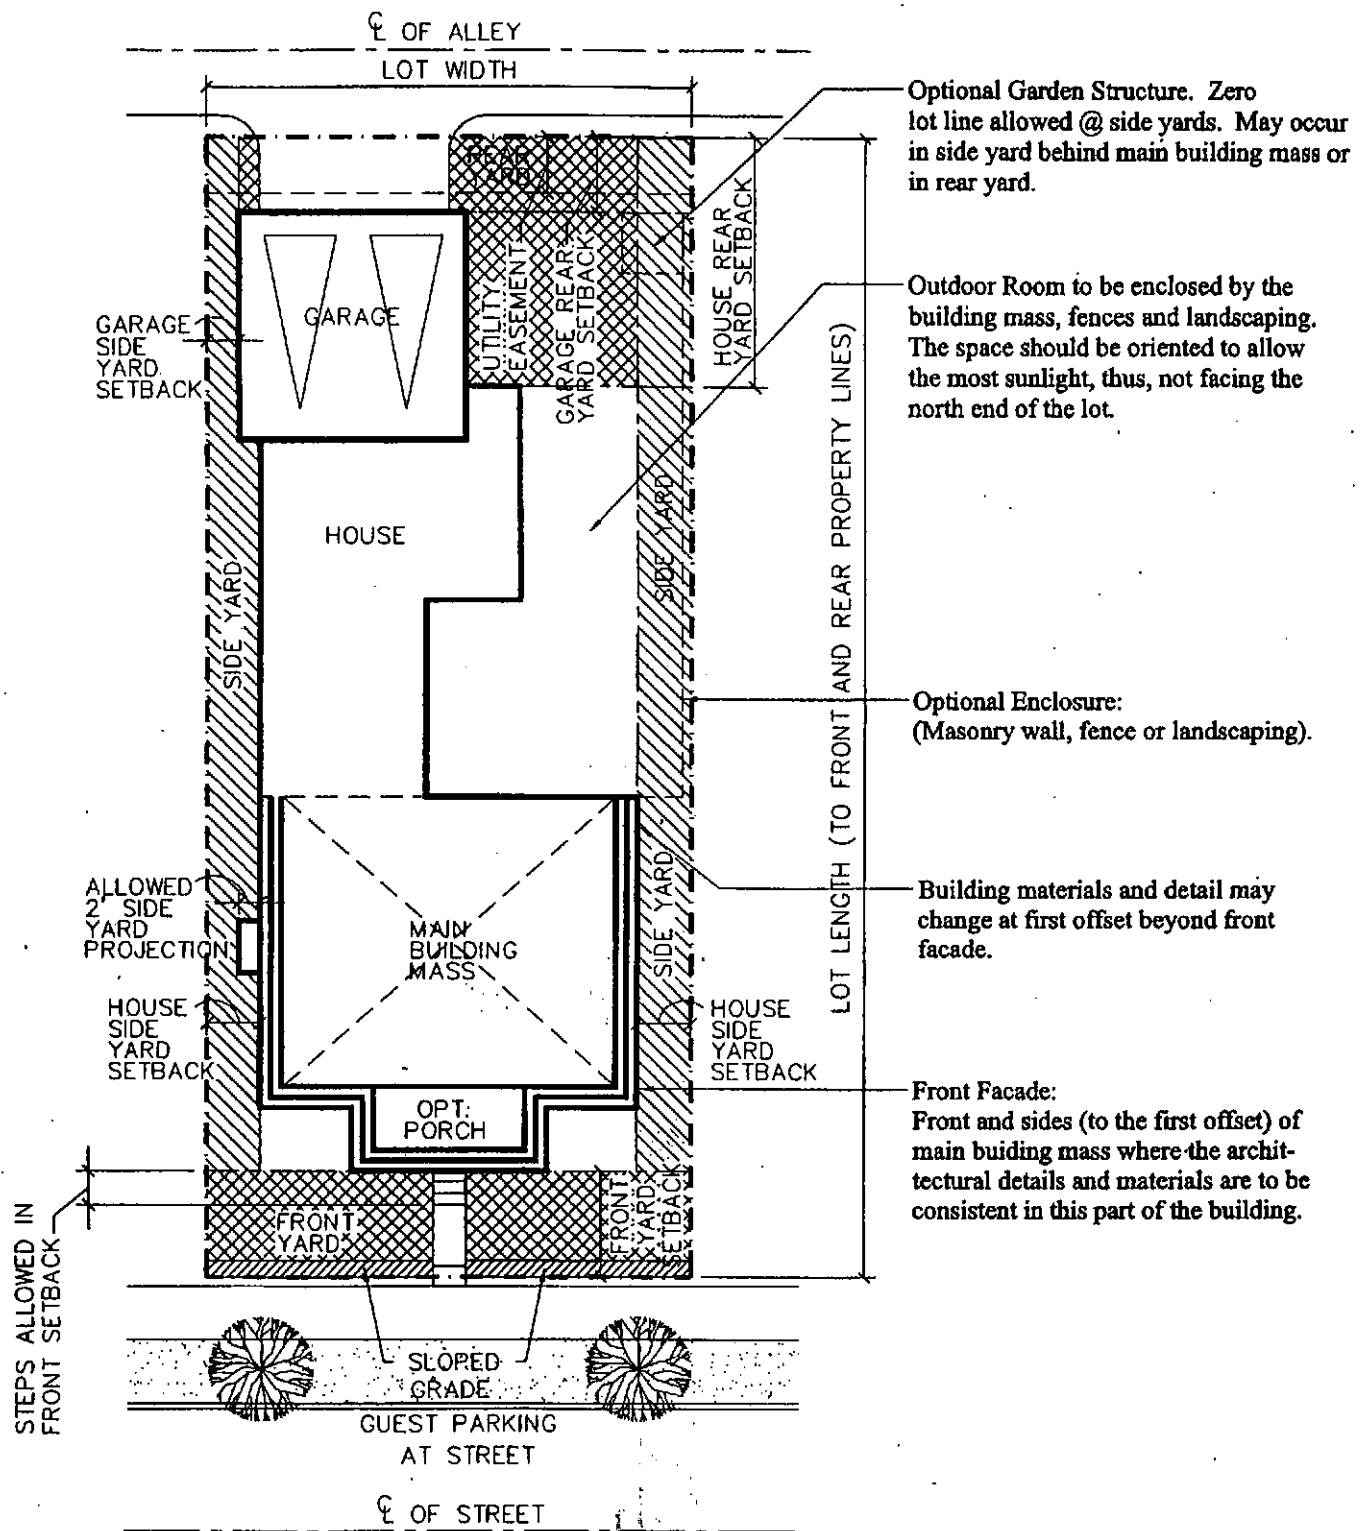 ℄ OF ALLEY
LOT WIDTH
Optional Garden Structure. Zero
lot line allowed @ side yards. May occur
in side yard behind main building mass or
in rear yard.
REAR
YARD
HOUSE REAR
YARD SETBACK
UTILITY
EASEMENT
GARAGE REAR
YARD SETBACK
GARAGE
GARAGE
SIDE
YARD
SETBACK
Outdoor Room to be enclosed by the
building mass, fences and landscaping.
The space should be oriented to allow
the most sunlight, thus, not facing the
north end of the lot.
HOUSE
SIDE YARD
SIDE YARD
LOT LENGTH (TO FRONT AND REAR PROPERTY LINES)
Optional Enclosure:
(Masonry wall, fence or landscaping).
ALLOWED
2' SIDE
YARD
PROJECTION
MAIN
BUILDING
MASS
SIDE YARD
Building materials and detail may
change at first offset beyond front
facade.
HOUSE
SIDE
YARD
SETBACK
HOUSE
SIDE
YARD
SETBACK
OPT.
PORCH
Front Facade:
Front and sides (to the first offset) of
main buiding mass where the archit-
tectural details and materials are to be
consistent in this part of the building.
STEPS ALLOWED IN
FRONT SETBACK
FRONT
YARD
FRONT
YARD
SETBACK
SLOPED
GRADE
GUEST PARKING
AT STREET
℄ OF STREET